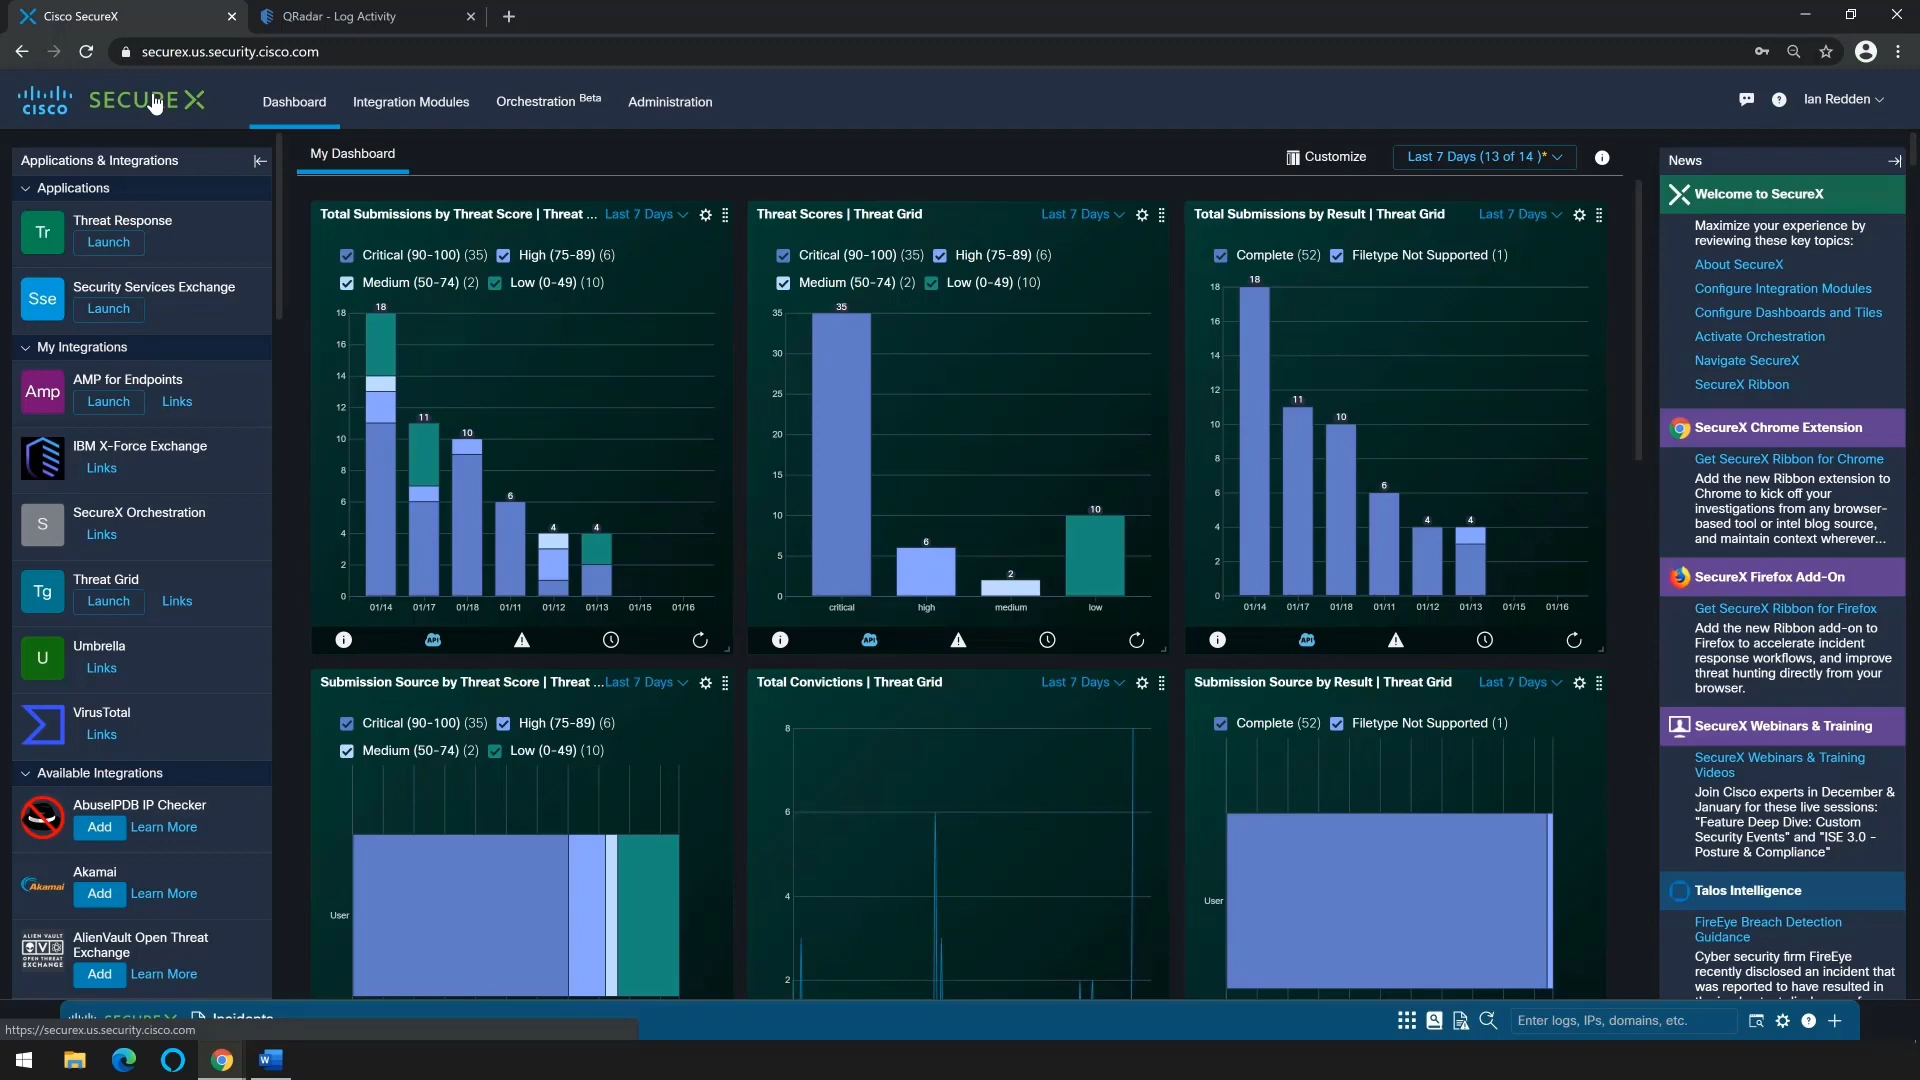 Cisco SecureX
QRadar - Log Activity
securex.us.security.cisco.com
CISCO SECUREX
Dashboard
Integration Modules
Orchestration Beta
Administration
Ian Redden
Applications & Integrations
Applications
Tr
Threat Response
Launch
Sse
Security Services Exchange
Launch
My Integrations
Amp
AMP for Endpoints
Launch Links
IBM X-Force Exchange
Links
S
SecureX Orchestration
Links
Tg
Threat Grid
Launch Links
U
Umbrella
Links
VirusTotal
Links
Available Integrations
AbuseIPDB IP Checker
Add Learn More
Akamai
Akamai
Add Learn More
ALIEN VAULT
OPEN THREAT
EXCHANGE
AlienVault Open Threat
Exchange
Add Learn More
My Dashboard
Customize
Last 7 Days (13 of 14 )*
Total Submissions by Threat Score | Threat ... Last 7 Days
Critical (90-100) (35) High (75-89) (6)
Medium (50-74) (2) Low (0-49) (10)
18
16
14
12
10
8
6
4
2
0
18
11
10
6
4
4
01/14 01/17 01/18 01/11 01/12 01/13 01/15 01/16
API
Threat Scores | Threat Grid Last 7 Days
Critical (90-100) (35) High (75-89) (6)
Medium (50-74) (2) Low (0-49) (10)
35
30
25
20
15
10
5
0
35
6
2
10
critical high medium low
API
Total Submissions by Result | Threat Grid Last 7 Days
Complete (52) Filetype Not Supported (1)
18
16
14
12
10
8
6
4
2
0
18
11
10
6
4
4
01/14 01/17 01/18 01/11 01/12 01/13 01/15 01/16
API
Submission Source by Threat Score | Threat ... Last 7 Days
Critical (90-100) (35) High (75-89) (6)
Medium (50-74) (2) Low (0-49) (10)
User
Total Convictions | Threat Grid Last 7 Days
8
6
4
2
Submission Source by Result | Threat Grid Last 7 Days
Complete (52) Filetype Not Supported (1)
User
News
Welcome to SecureX
Maximize your experience by
reviewing these key topics:
About SecureX
Configure Integration Modules
Configure Dashboards and Tiles
Activate Orchestration
Navigate SecureX
SecureX Ribbon
SecureX Chrome Extension
Get SecureX Ribbon for Chrome
Add the new Ribbon extension to
Chrome to kick off your
investigations from any browser-
based tool or intel blog source,
and maintain context wherever...
SecureX Firefox Add-On
Get SecureX Ribbon for Firefox
Add the new Ribbon add-on to
Firefox to accelerate incident
response workflows, and improve
threat hunting directly from your
browser.
SecureX Webinars & Training
SecureX Webinars & Training
Videos
Join Cisco experts in December &
January for these live sessions:
"Feature Deep Dive: Custom
Security Events" and "ISE 3.0 -
Posture & Compliance"
Talos Intelligence
FireEye Breach Detection
Guidance
Cyber security firm FireEye
recently disclosed an incident that
was reported to have resulted in
SECUREX Incidents
Enter logs, IPs, domains, etc.
https://securex.us.security.cisco.com